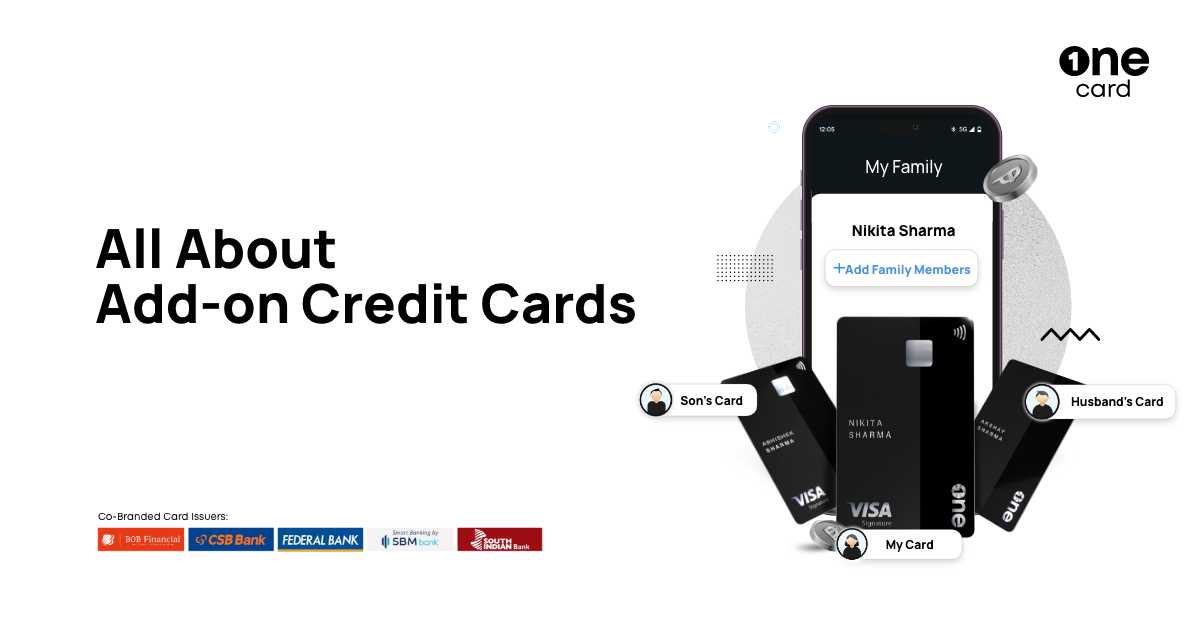 One
card
12:05
5G
My Family
Nikita Sharma
+Add Family Members
All About
Add-on Credit Cards
Son's Card
Husband's Card
ABHISHEK
SHARMA
VISA
Signature
NIKITA
SHARMA
VISA
Signature
One
AKSHAY
SHARMA
One
My Card
Co-Branded Card Issuers:
BOB Financial
CSB Bank
FEDERAL BANK
Smart Banking by
SBM bank
SOUTH
INDIAN Bank